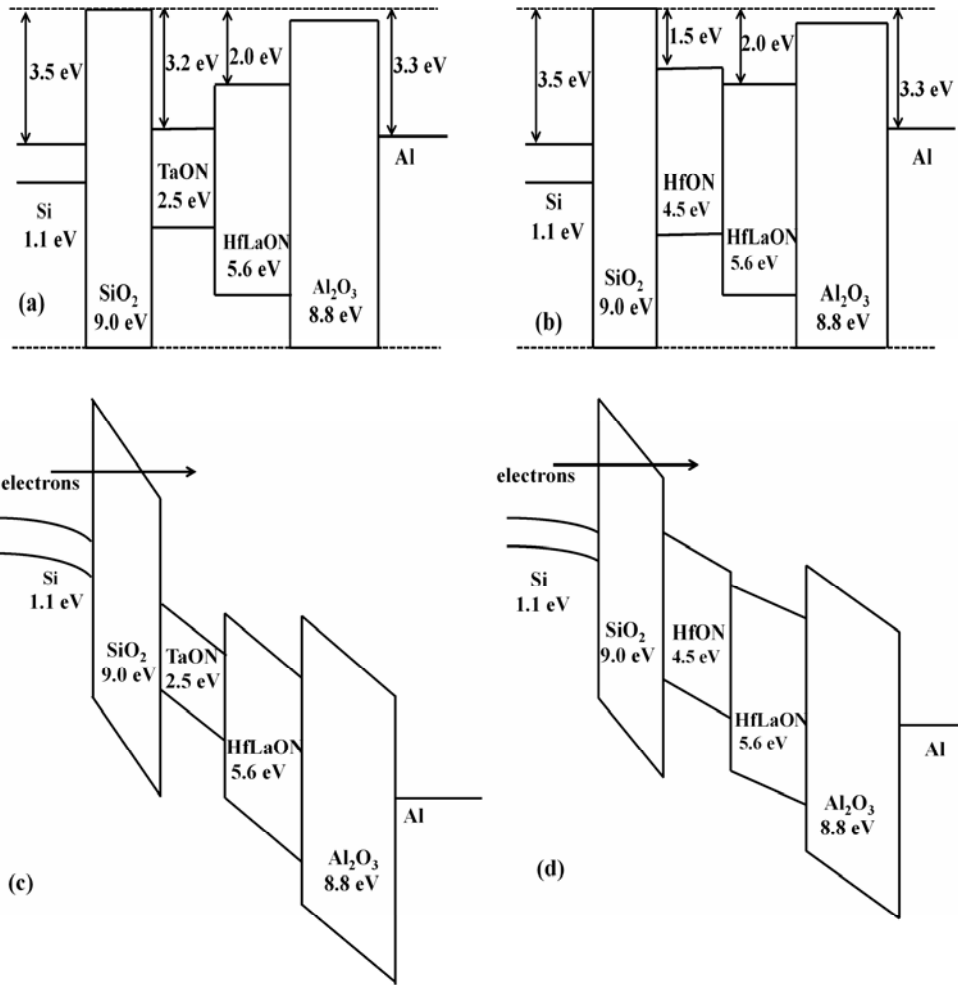 3.5 eV
3.2 eV
2.0 eV
3.3 eV
Al
TaON
2.5 eV
Si
1.1 eV
HfLaON
5.6 eV
SiO₂
9.0 eV
Al₂O₃
8.8 eV
(a)
1.5 eV
2.0 eV
3.5 eV
3.3 eV
Al
HfON
4.5 eV
Si
1.1 eV
HfLaON
5.6 eV
SiO₂
9.0 eV
Al₂O₃
8.8 eV
(b)
electrons
Si
1.1 eV
SiO₂
9.0 eV
TaON
2.5 eV
HfLaON
5.6 eV
Al
Al₂O₃
8.8 eV
(c)
electrons
Si
1.1 eV
SiO₂
9.0 eV
HfON
4.5 eV
HfLaON
5.6 eV
Al
Al₂O₃
8.8 eV
(d)